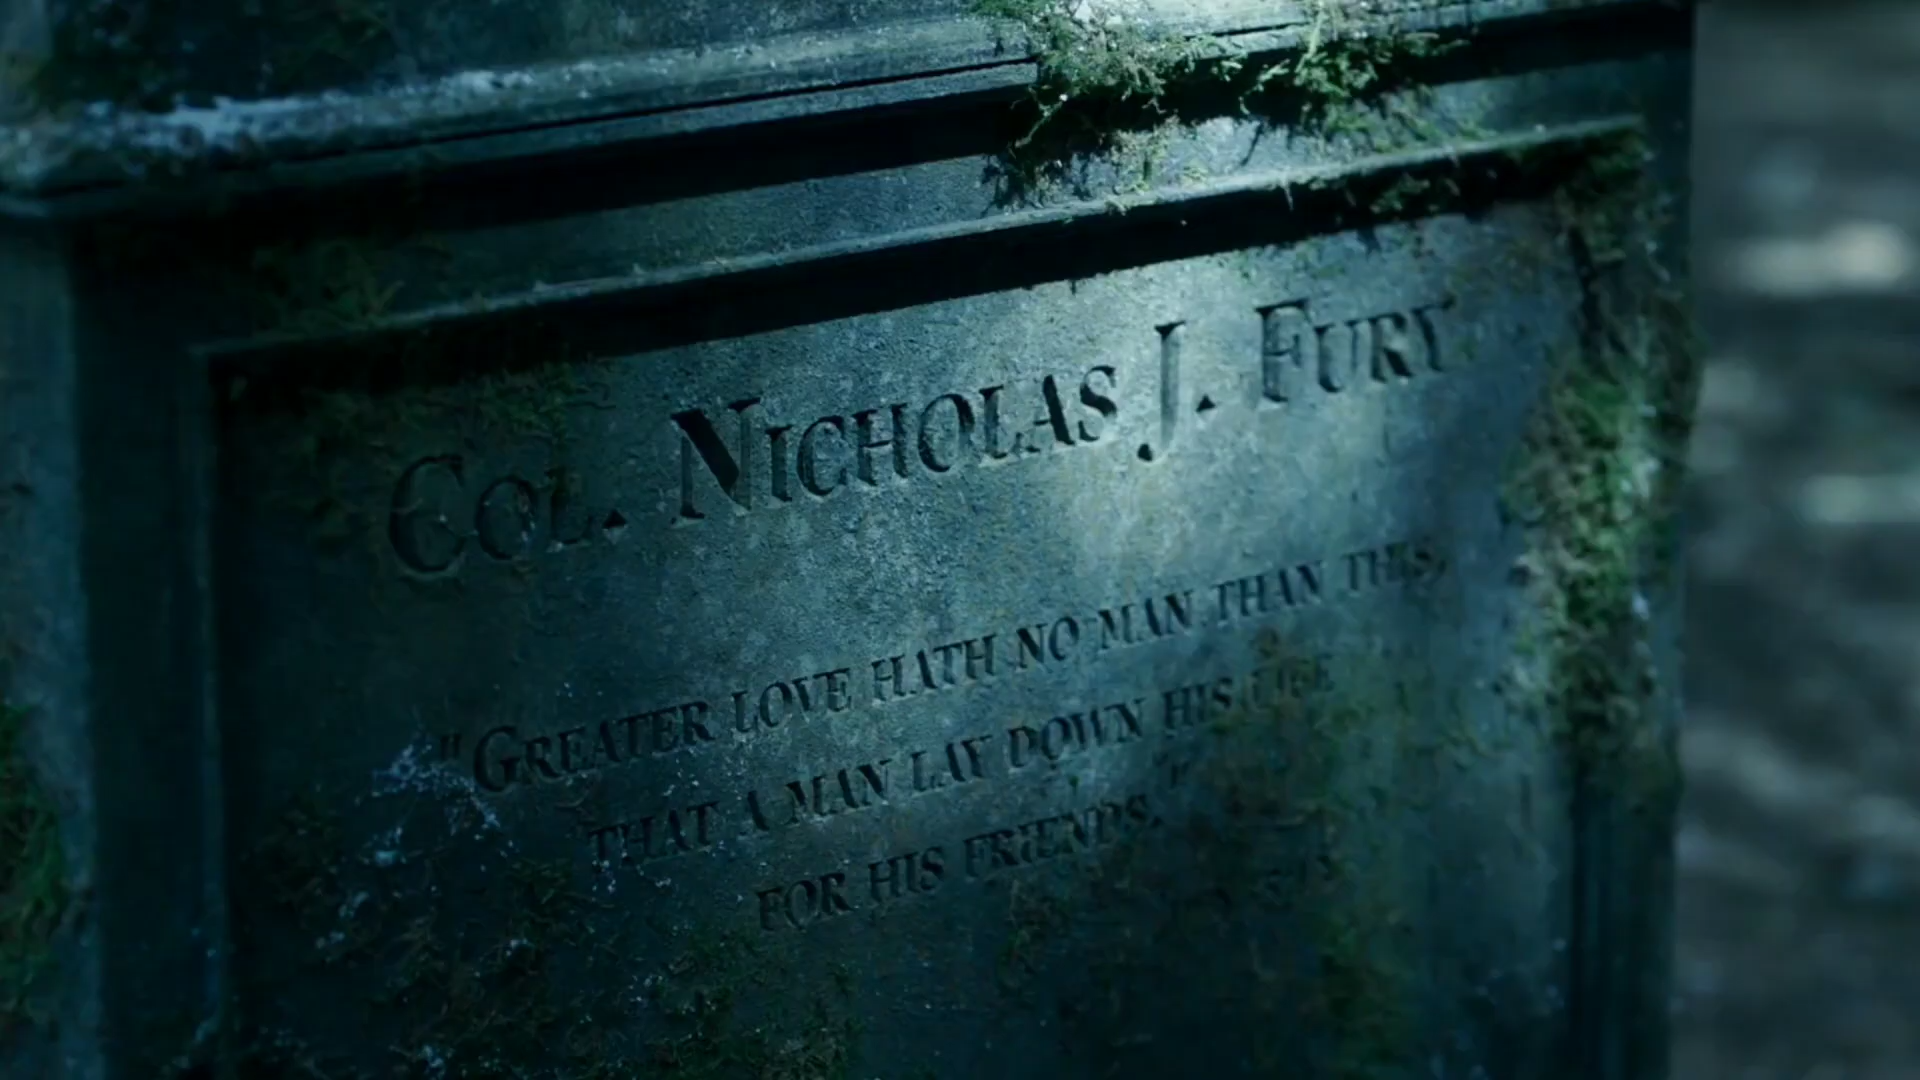 Col. Nicholas J. Fury
"Greater love hath no man than this,
that a man lay down his life
for his friends."